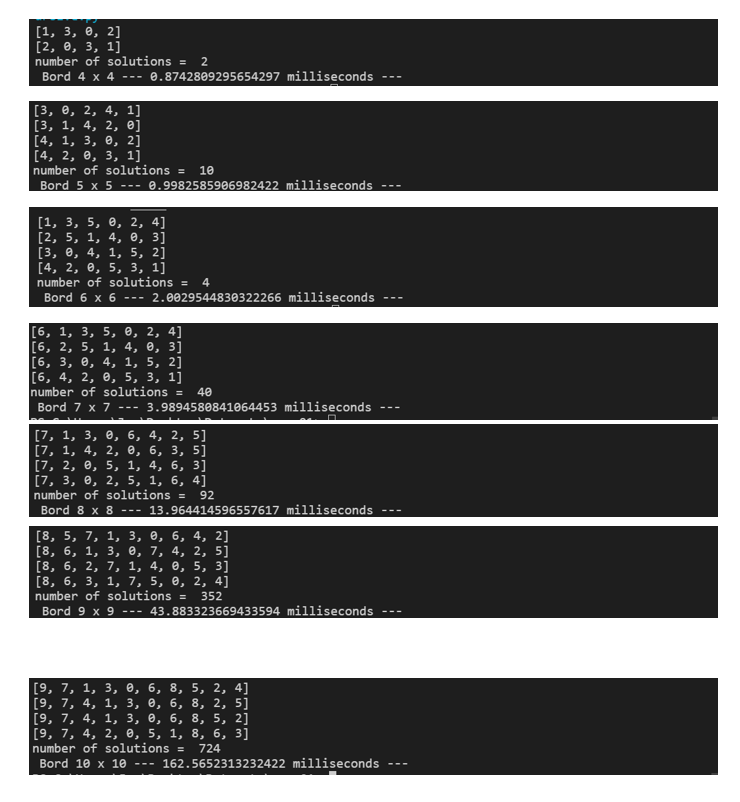 [1, 3, 0, 2]
[2, 0, 3, 1]
number of solutions =  2
 Bord 4 x 4 --- 0.8742809295654297 milliseconds ---
[3, 0, 2, 4, 1]
[3, 1, 4, 2, 0]
[4, 1, 3, 0, 2]
[4, 2, 0, 3, 1]
number of solutions =  10
 Bord 5 x 5 --- 0.9982585906982422 milliseconds ---
[1, 3, 5, 0, 2, 4]
[2, 5, 1, 4, 0, 3]
[3, 0, 4, 1, 5, 2]
[4, 2, 0, 5, 3, 1]
number of solutions =  4
 Bord 6 x 6 --- 2.0029544830322266 milliseconds ---
[6, 1, 3, 5, 0, 2, 4]
[6, 2, 5, 1, 4, 0, 3]
[6, 3, 0, 4, 1, 5, 2]
[6, 4, 2, 0, 5, 3, 1]
number of solutions =  40
 Bord 7 x 7 --- 3.9894580841064453 milliseconds ---
[7, 1, 3, 0, 6, 4, 2, 5]
[7, 1, 4, 2, 0, 6, 3, 5]
[7, 2, 0, 5, 1, 4, 6, 3]
[7, 3, 0, 2, 5, 1, 6, 4]
number of solutions =  92
 Bord 8 x 8 --- 13.964414596557617 milliseconds ---
[8, 5, 7, 1, 3, 0, 6, 4, 2]
[8, 6, 1, 3, 0, 7, 4, 2, 5]
[8, 6, 2, 7, 1, 4, 0, 5, 3]
[8, 6, 3, 1, 7, 5, 0, 2, 4]
number of solutions =  352
 Bord 9 x 9 --- 43.883323669433594 milliseconds ---
[9, 7, 1, 3, 0, 6, 8, 5, 2, 4]
[9, 7, 4, 1, 3, 0, 6, 8, 2, 5]
[9, 7, 4, 1, 3, 0, 6, 8, 5, 2]
[9, 7, 4, 2, 0, 5, 1, 8, 6, 3]
number of solutions =  724
 Bord 10 x 10 --- 162.5652313232422 milliseconds ---